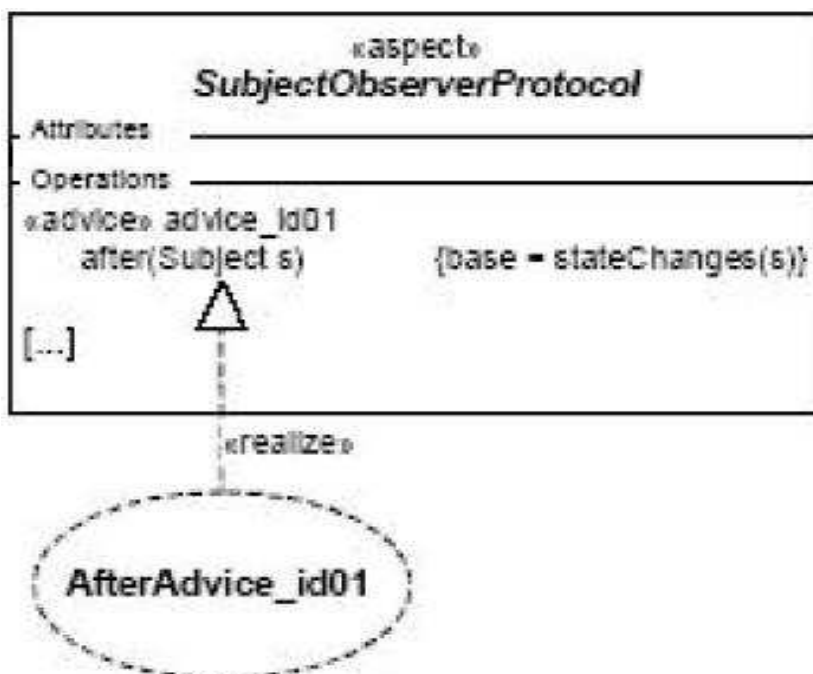 «aspect»
SubjectObserverProtocol
Attributes
Operations
«advice» advice_id01
after(Subject s) {base = stateChanges(s)}
[...]
«realize»
AfterAdvice_id01